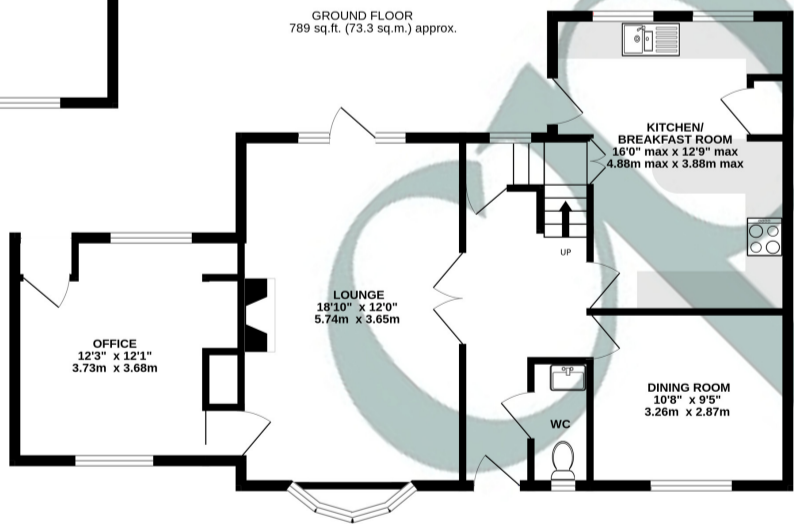 GROUND FLOOR
789 sq.ft. (73.3 sq.m.) approx.
KITCHEN/
BREAKFAST ROOM
16'0" max x 12'9" max
4.88m max x 3.88m max
UP
LOUNGE
18'10" x 12'0"
5.74m x 3.65m
OFFICE
12'3" x 12'1"
3.73m x 3.68m
DINING ROOM
10'8" x 9'5"
3.26m x 2.87m
WC